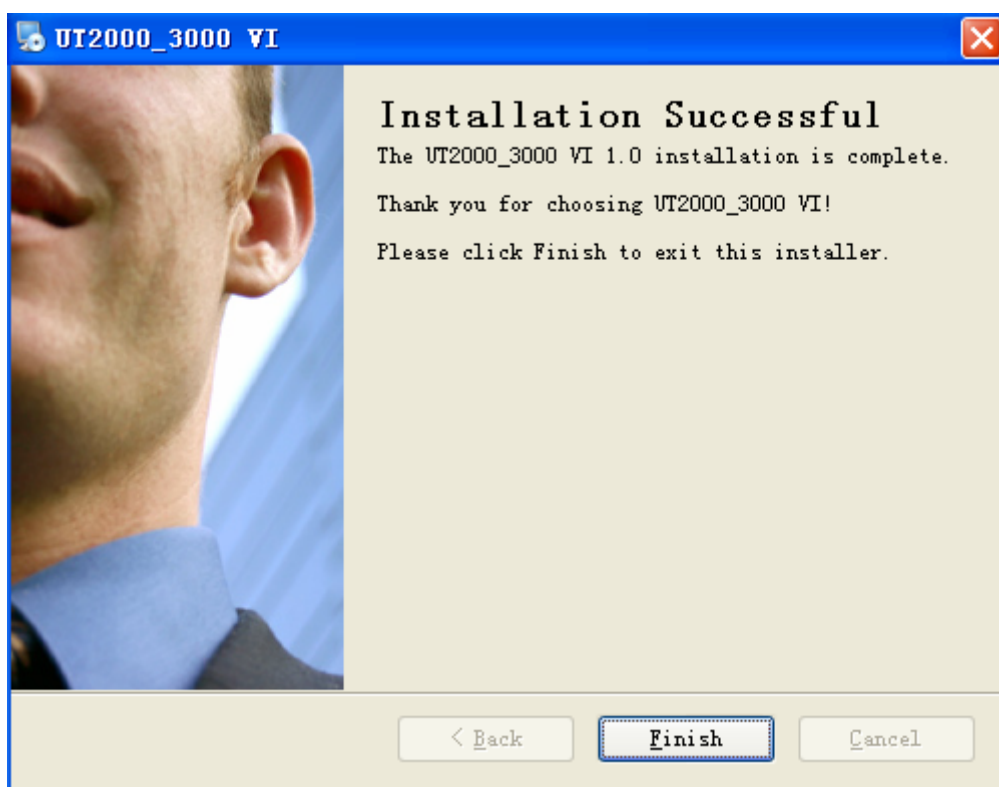 UT2000_3000 VI
Installation Successful
The UT2000_3000 VI 1.0 installation is complete.
Thank you for choosing UT2000_3000 VI!
Please click Finish to exit this installer.
< Back
Finish
Cancel